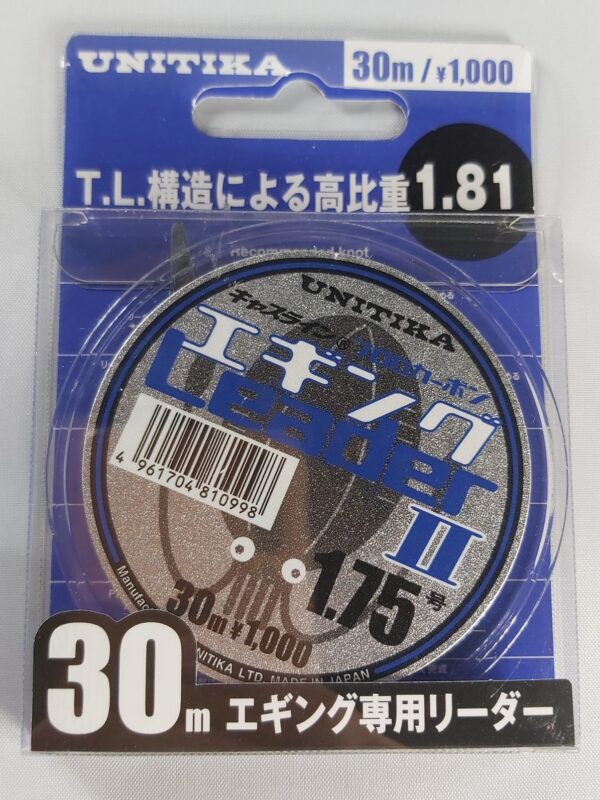 UNITIKA
30m/¥1,000
T.L.構造による高比重1.81
Recommended knot
UNITIKA
キャスライン®
エギング
Leader
II
4 961704 810998
1.75号
30m¥1,000
UNITIKA LTD. MADE IN JAPAN
30m エギング専用リーダー